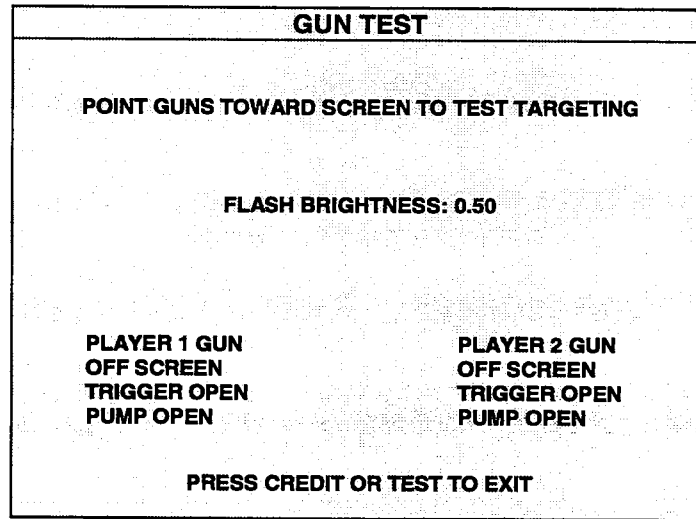 GUN TEST
POINT GUNS TOWARD SCREEN TO TEST TARGETING
FLASH BRIGHTNESS: 0.50
PLAYER 1 GUN
OFF SCREEN
TRIGGER OPEN
PUMP OPEN
PLAYER 2 GUN
OFF SCREEN
TRIGGER OPEN
PUMP OPEN
PRESS CREDIT OR TEST TO EXIT